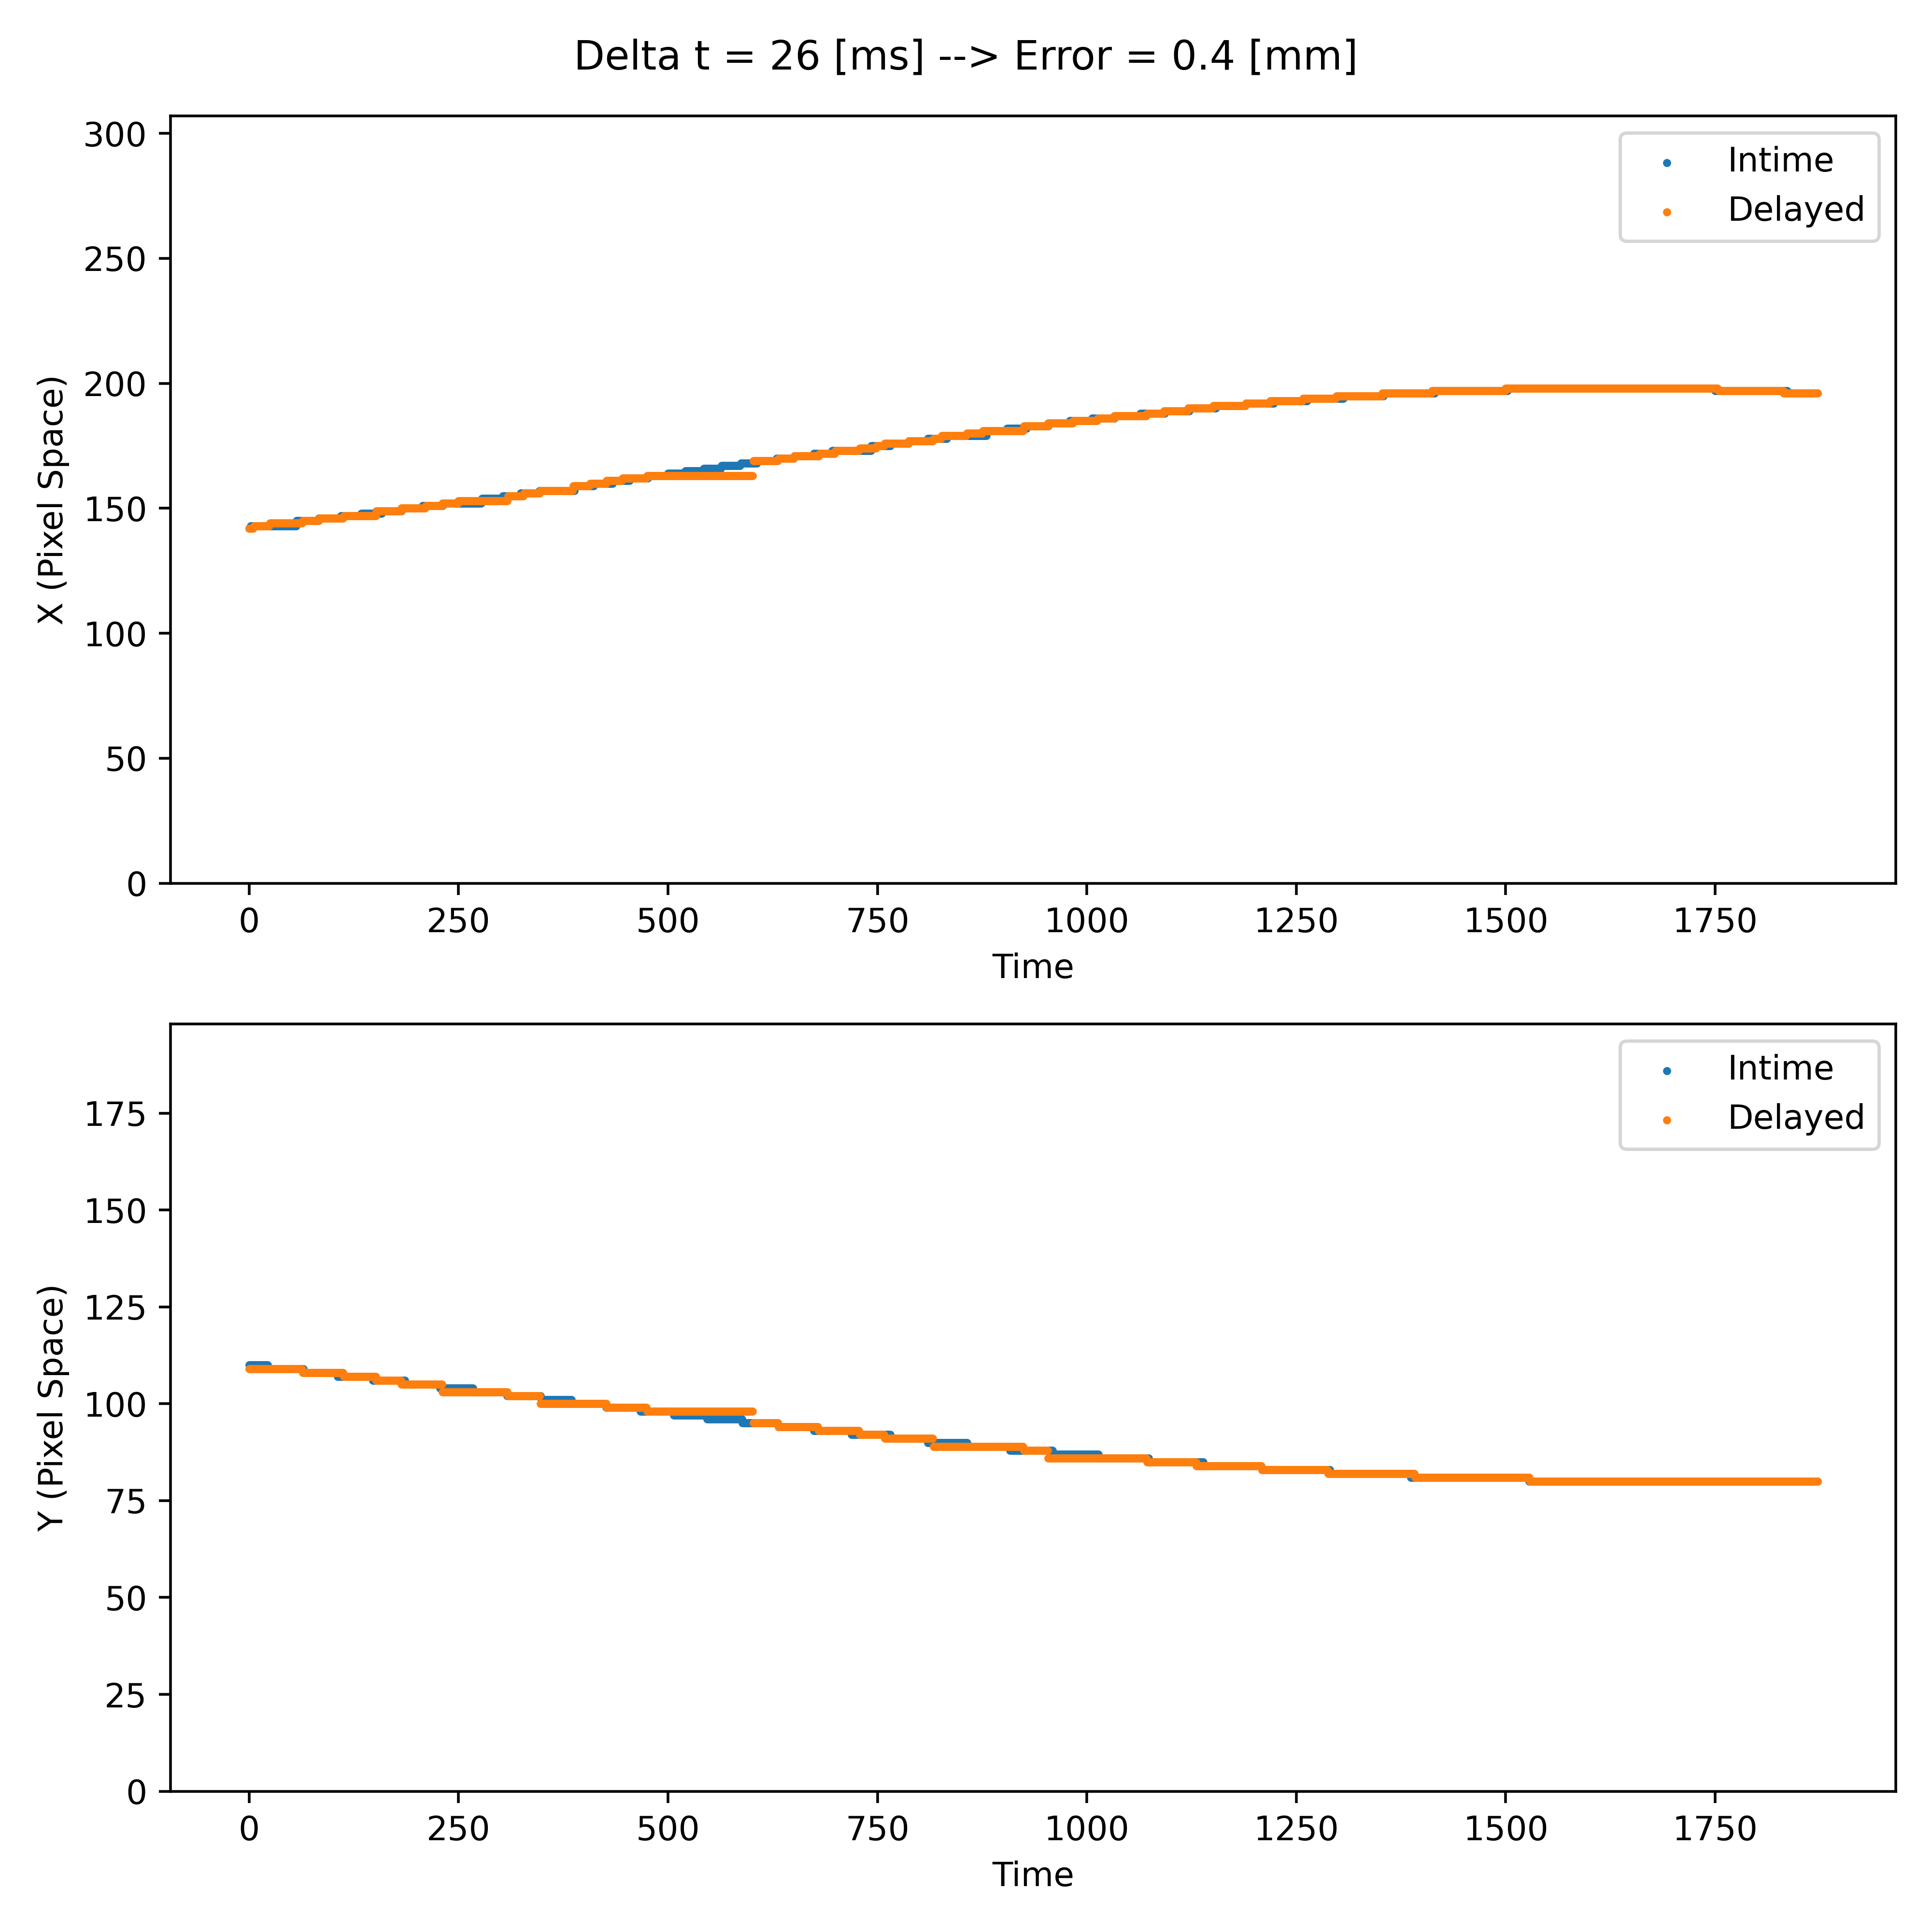 Delta t = 26 [ms] --> Error = 0.4 [mm]
300
250
200
150
100
50
0
X (Pixel Space)
Intime
Delayed
0 250 500 750 1000 1250 1500 1750
Time
175
150
125
100
75
50
25
0
Y (Pixel Space)
Intime
Delayed
0 250 500 750 1000 1250 1500 1750
Time